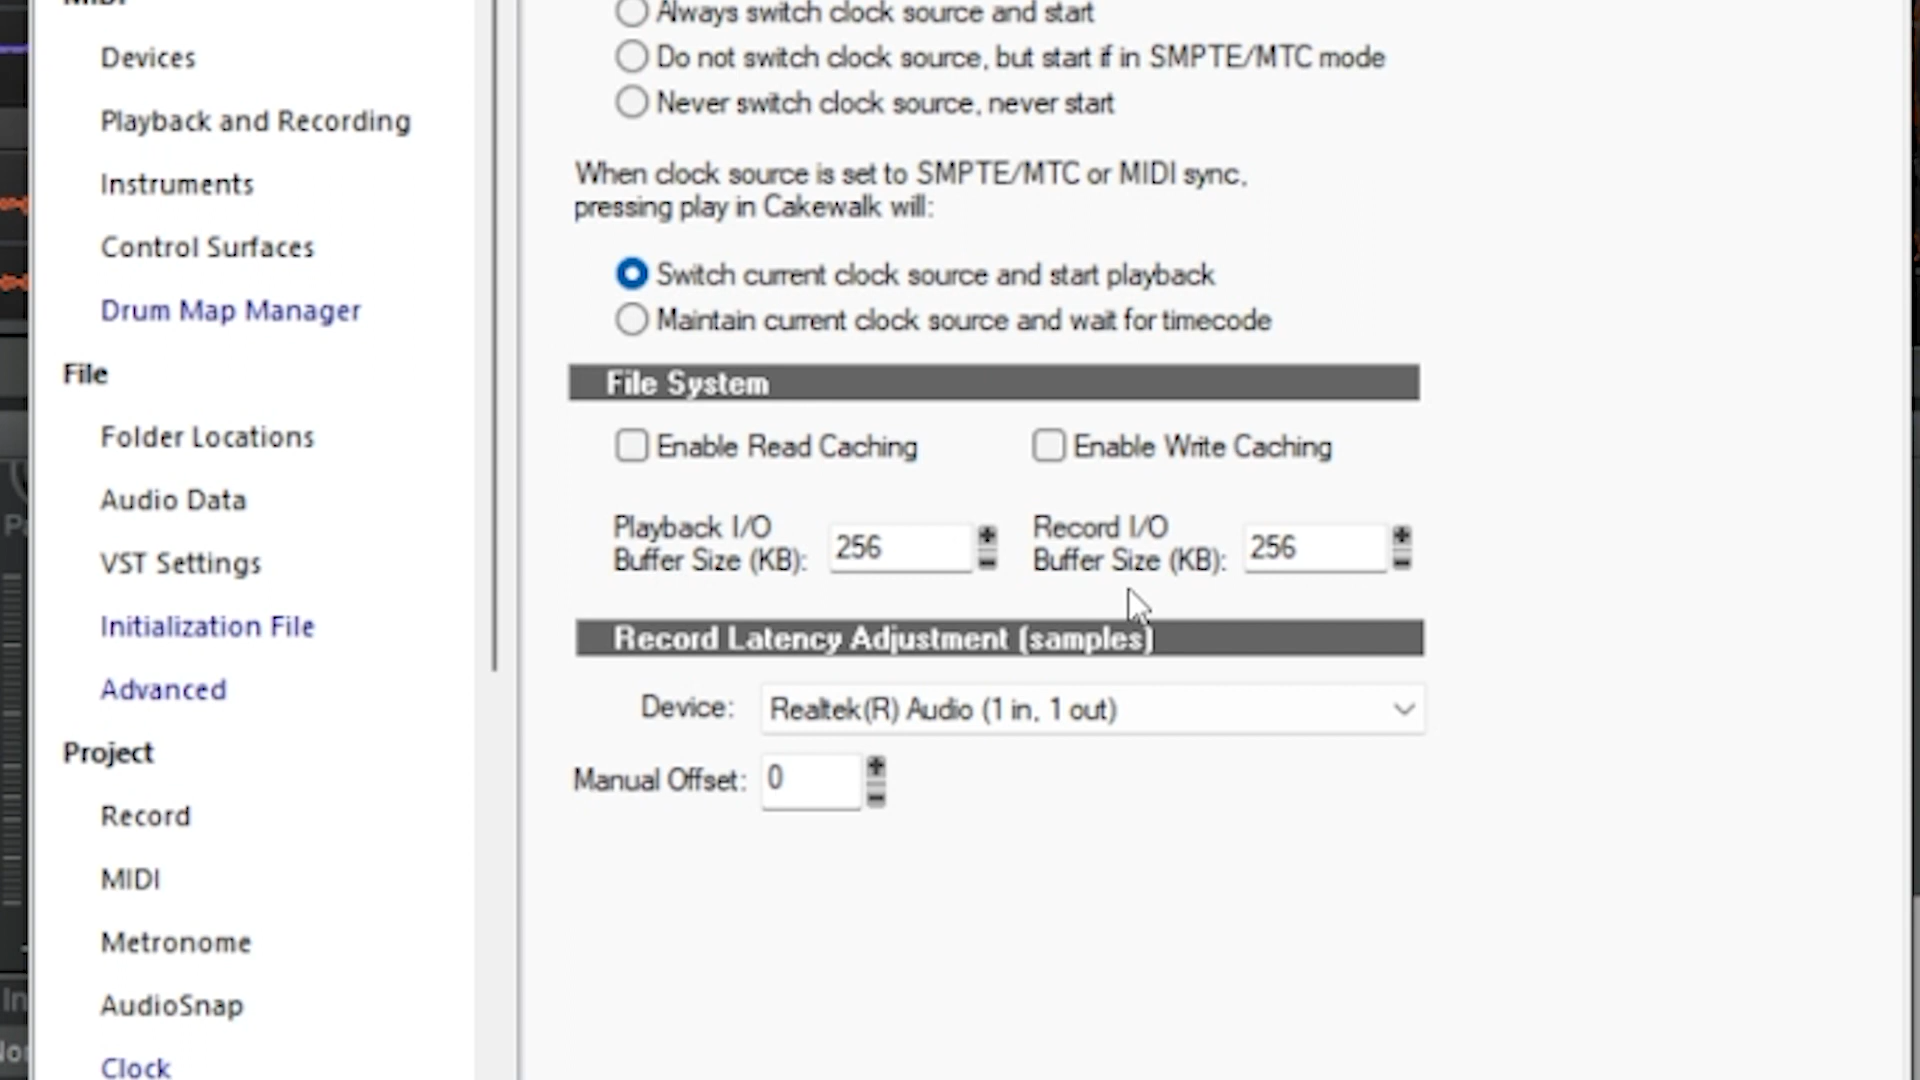 MIDI
Devices
Playback and Recording
Instruments
Control Surfaces
Drum Map Manager
File
Folder Locations
Audio Data
VST Settings
Initialization File
Advanced
Project
Record
MIDI
Metronome
AudioSnap
Clock
Always switch clock source and start
Do not switch clock source, but start if in SMPTE/MTC mode
Never switch clock source, never start
When clock source is set to SMPTE/MTC or MIDI sync,
pressing play in Cakewalk will:
Switch current clock source and start playback
Maintain current clock source and wait for timecode
File System
Enable Read Caching Enable Write Caching
Playback I/O
Buffer Size (KB): 256
Record I/O
Buffer Size (KB): 256
Record Latency Adjustment (samples)
Device: Realtek(R) Audio (1 in, 1 out)
Manual Offset: 0